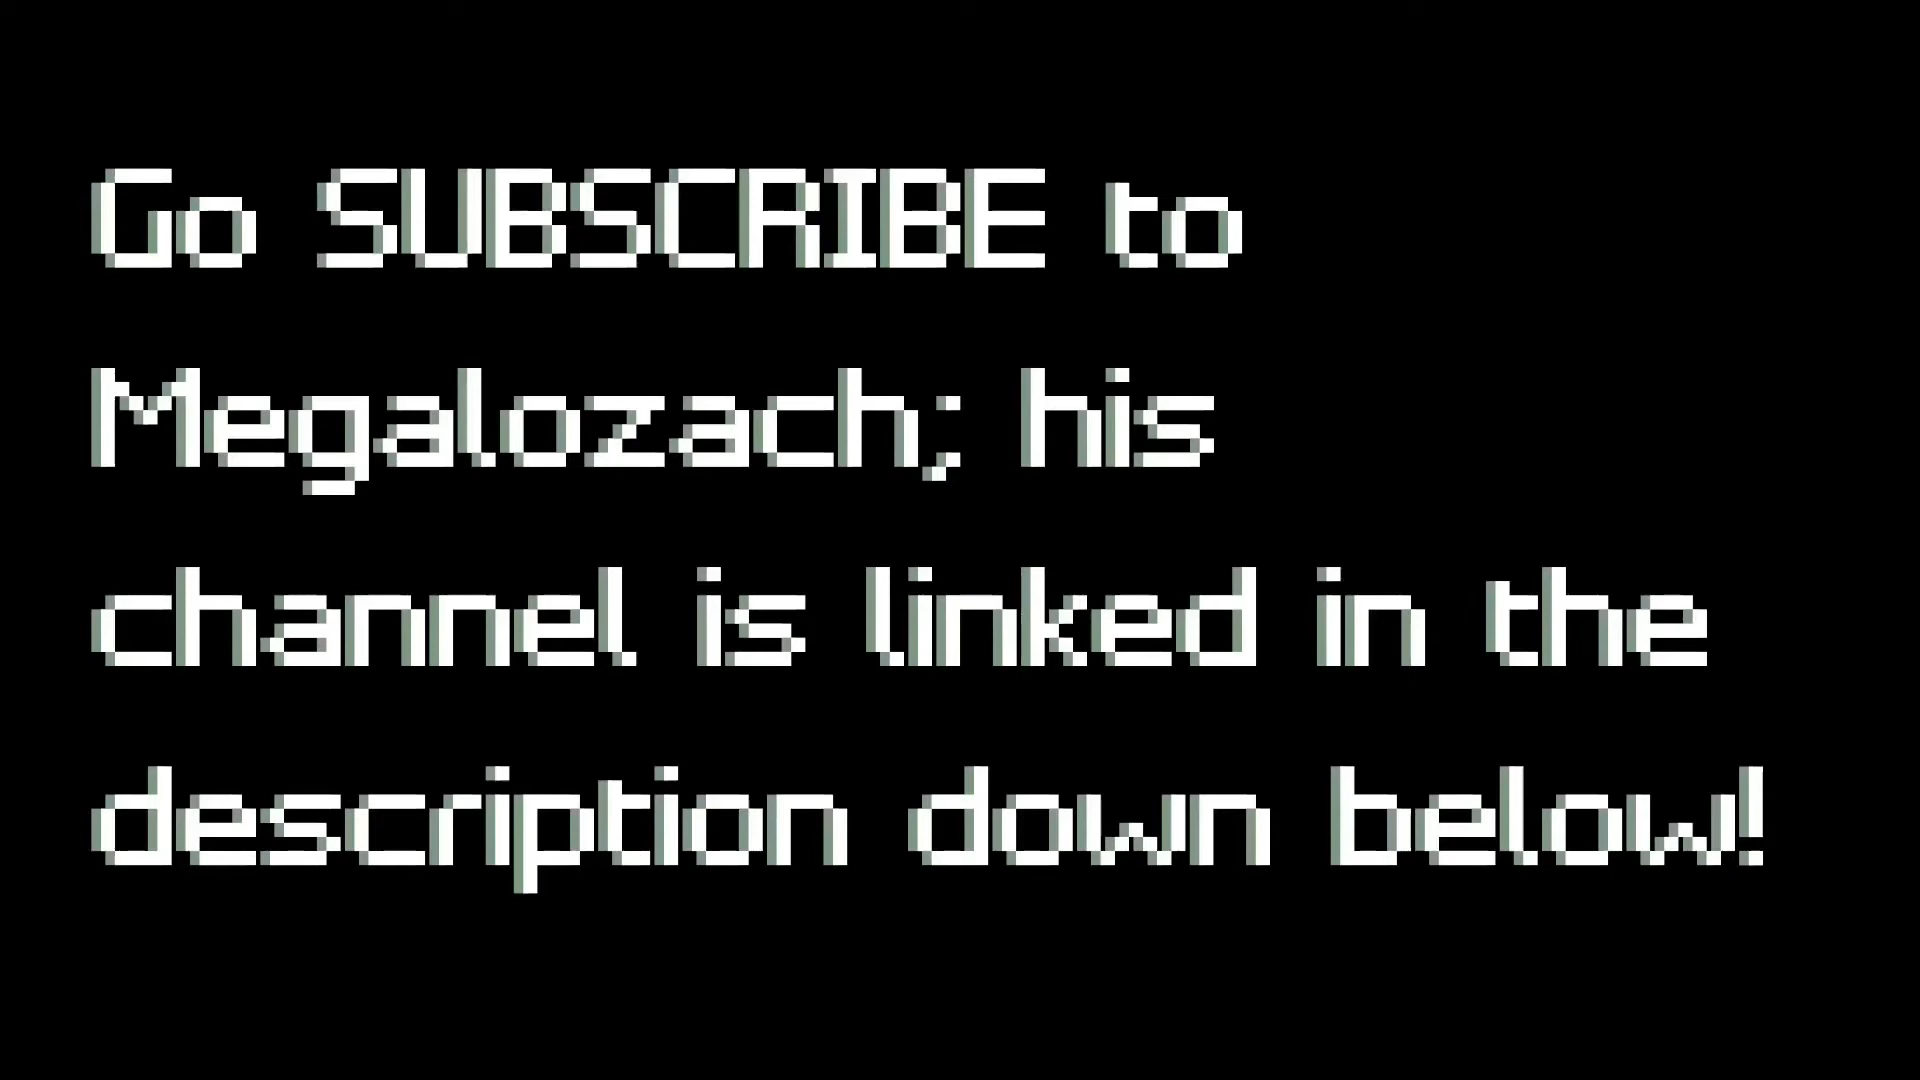 Go SUBSCRIBE to
Megalozach; his
channel is linked in the
description down below!